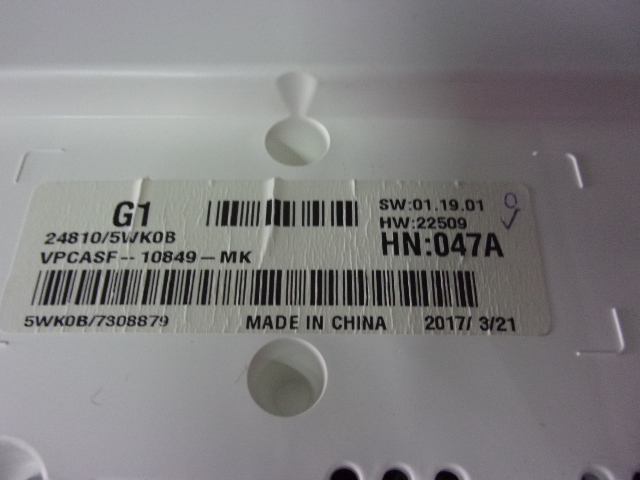 G1
SW:01.19.01
HW:22509
24810/5WK0B
HN:047A
VPCASF--10849-MK
5WK0B/7308879 MADE IN CHINA 2017/ 3/21